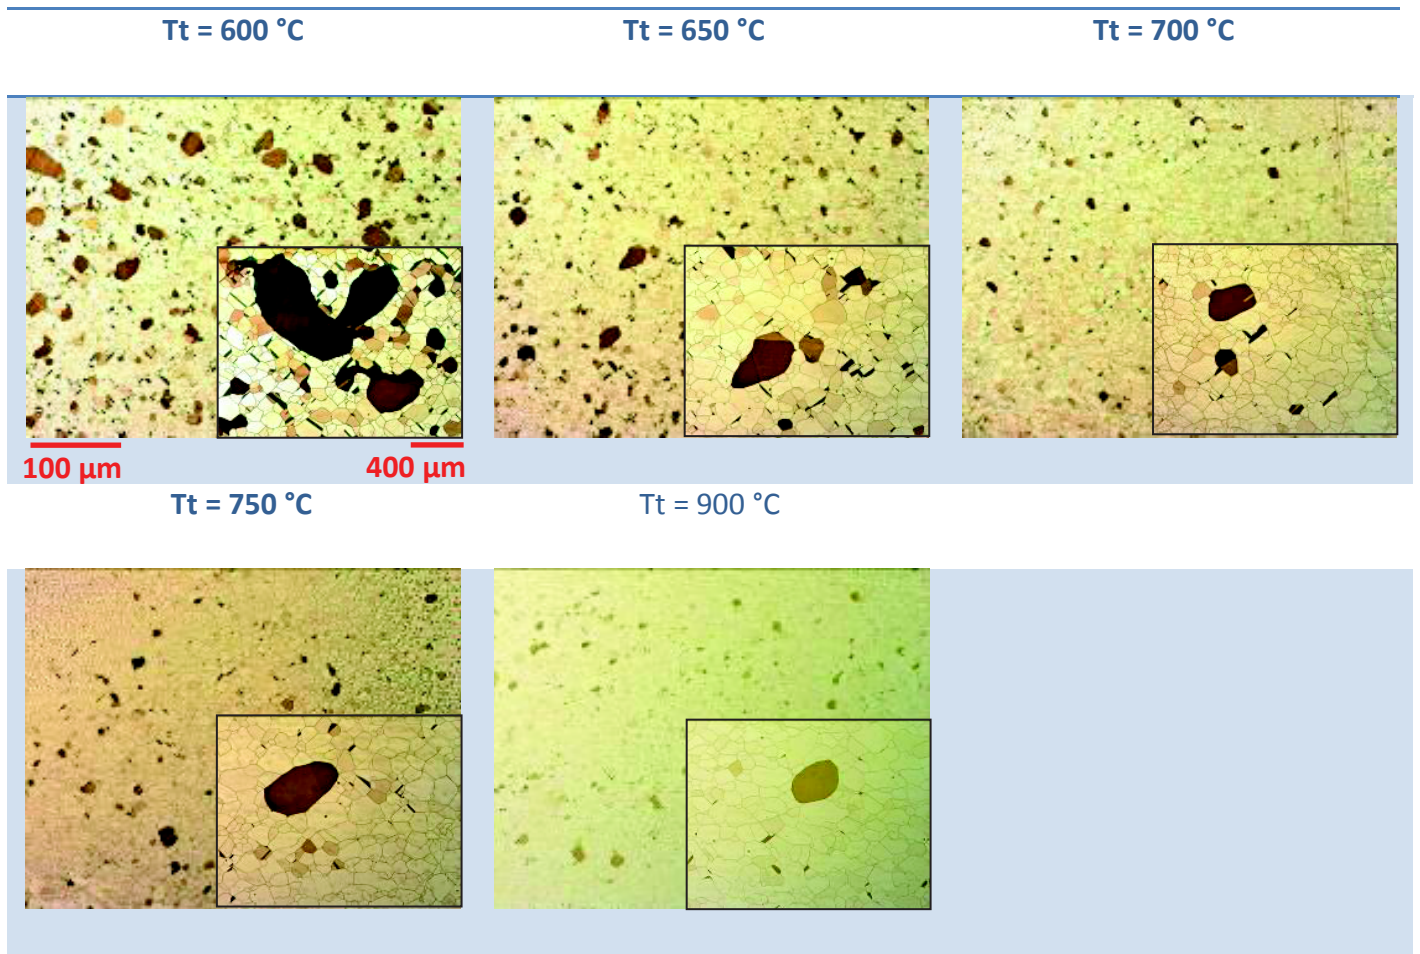 Tt = 600 °C
Tt = 650 °C
Tt = 700 °C
100 µm
400 µm
Tt = 750 °C
Tt = 900 °C